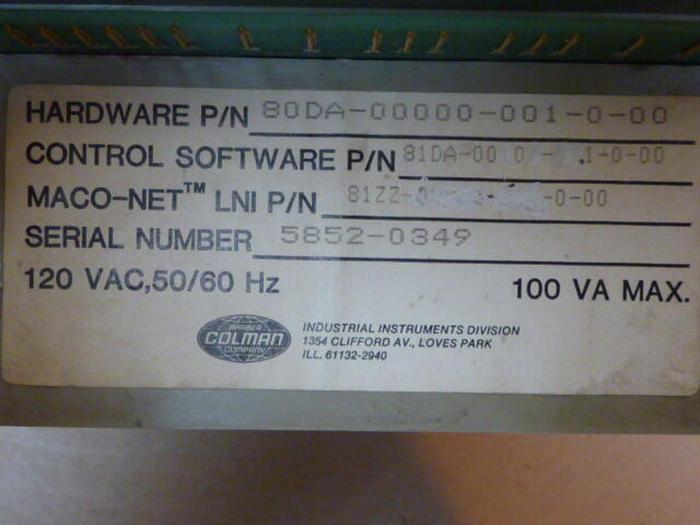 HARDWARE P/N 80DA-00000-001-0-00
CONTROL SOFTWARE P/N
MACO-NET™ LNI P/N
SERIAL NUMBER 5852-0349
120 VAC,50/60 Hz 100 VA MAX.
BARBER
COLMAN
COMPANY
INDUSTRIAL INSTRUMENTS DIVISION
1354 CLIFFORD AV., LOVES PARK
ILL. 61132-2940